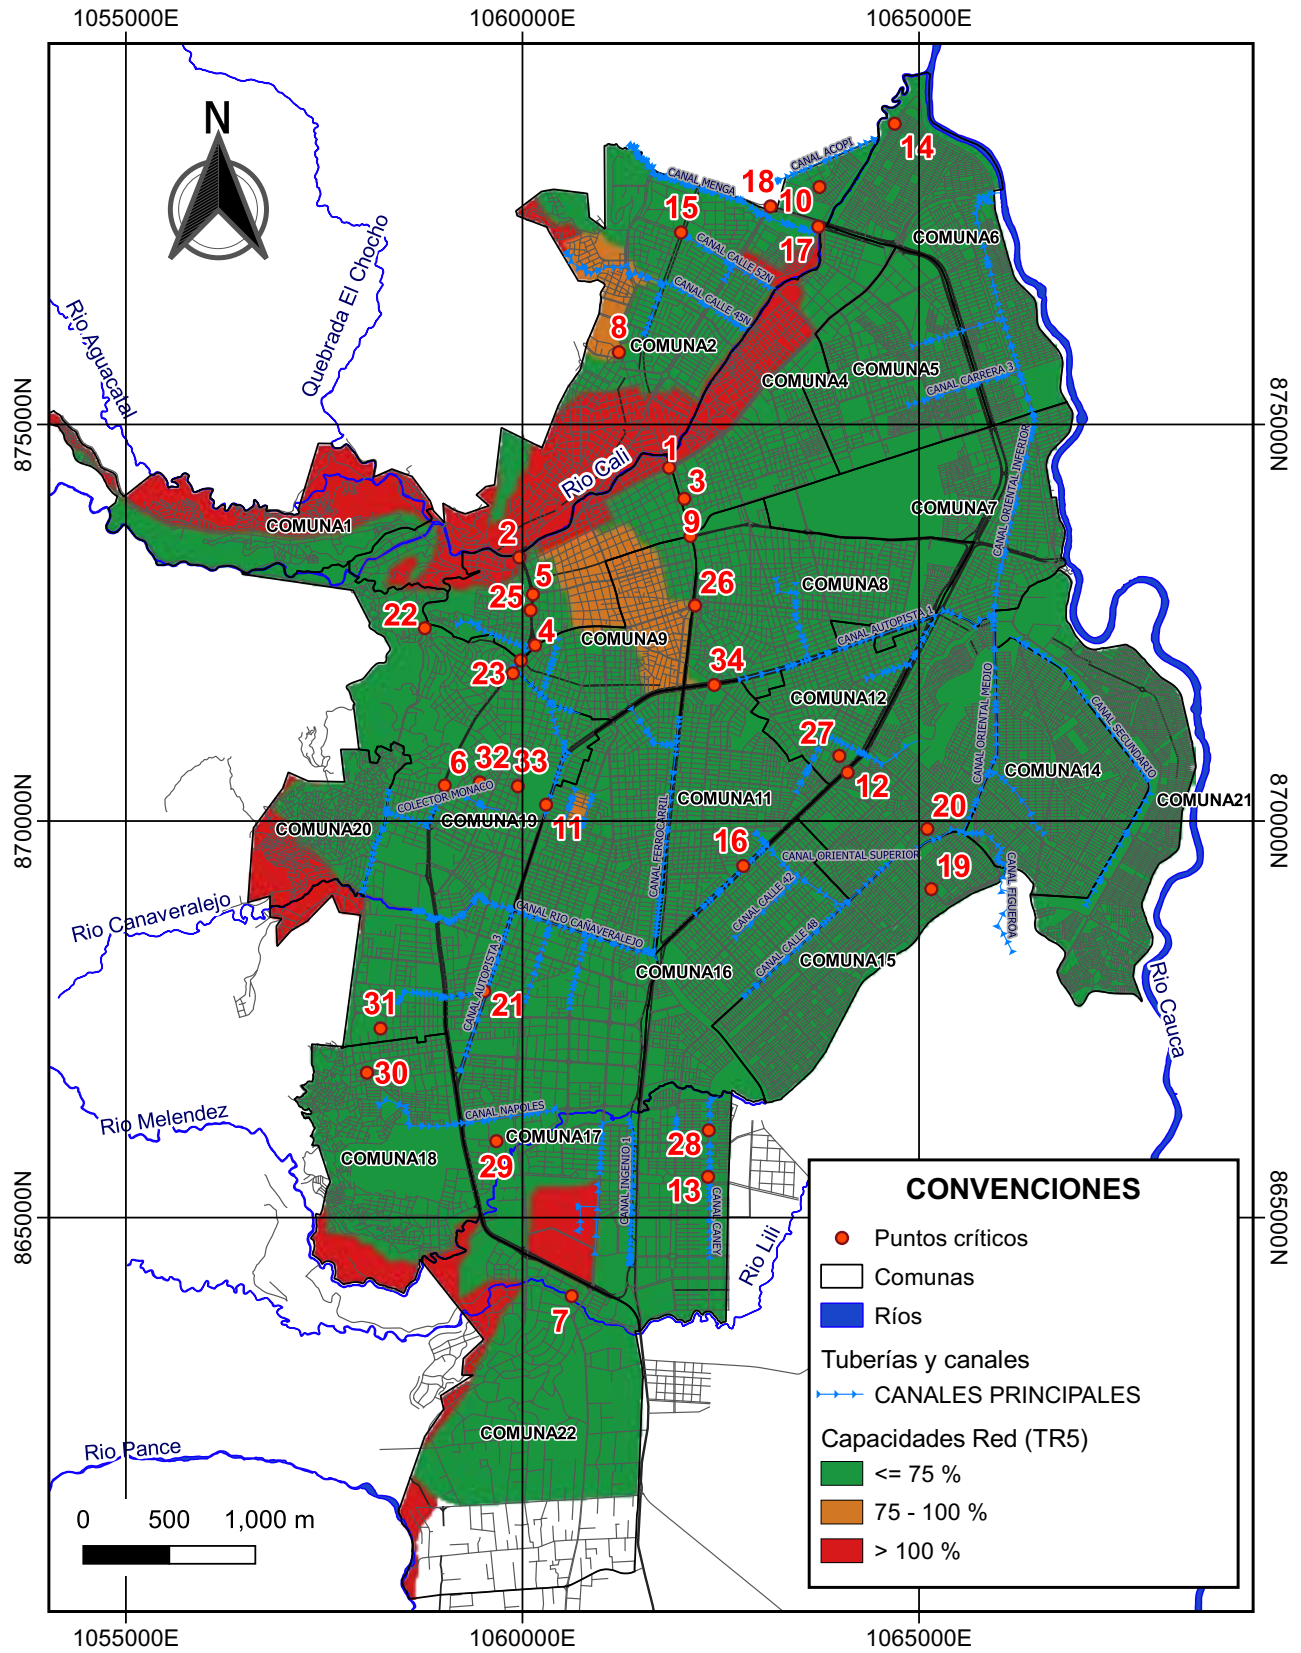 1055000E
1060000E
1065000E
N
14
CANAL ACOPI
18
CANAL MENGA
10
15
17
COMUNA6
CANAL CALLE 52N
Quebrada El Chocho
CANAL CALLE 45N
Rio Aguacatal
8
COMUNA2
COMUNA5
COMUNA4
CANAL CARRERA 3
875000N
875000N
1
Rio Cali
3
CANAL ORIENTAL INFERIOR
COMUNA7
9
COMUNA1
2
5
COMUNA8
26
25
22
4
COMUNA9
CANAL AUTOPISTA 1
34
23
COMUNA12
CANAL ORIENTAL MEDIO
CANAL SECUNDARIO
27
6
32
33
COMUNA14
12
COLECTOR MONACO
COMUNA11
COMUNA21
870000N
870000N
COMUNA20
COMUNA19
11
20
CANAL FERROCARRIL
16
CANAL ORIENTAL SUPERIOR
19
CANAL CALLE 42
CANAL FIGUEROA
Rio Canaveralejo
CANAL RIO CAÑAVERALEJO
CANAL CALLE 48
COMUNA15
COMUNA16
CANAL AUTOPISTA 3
31
21
Rio Cauca
30
Rio Melendez
CANAL NAPOLES
COMUNA17
28
COMUNA18
29
CANAL INGENIO 1
13
CANAL CANEY
Rio Lili
865000N
865000N
7
COMUNA22
Rio Pance
0 500 1,000 m
CONVENCIONES
Puntos críticos
Comunas
Ríos
Tuberías y canales
CANALES PRINCIPALES
Capacidades Red (TR5)
<= 75 %
75 - 100 %
> 100 %
1055000E
1060000E
1065000E